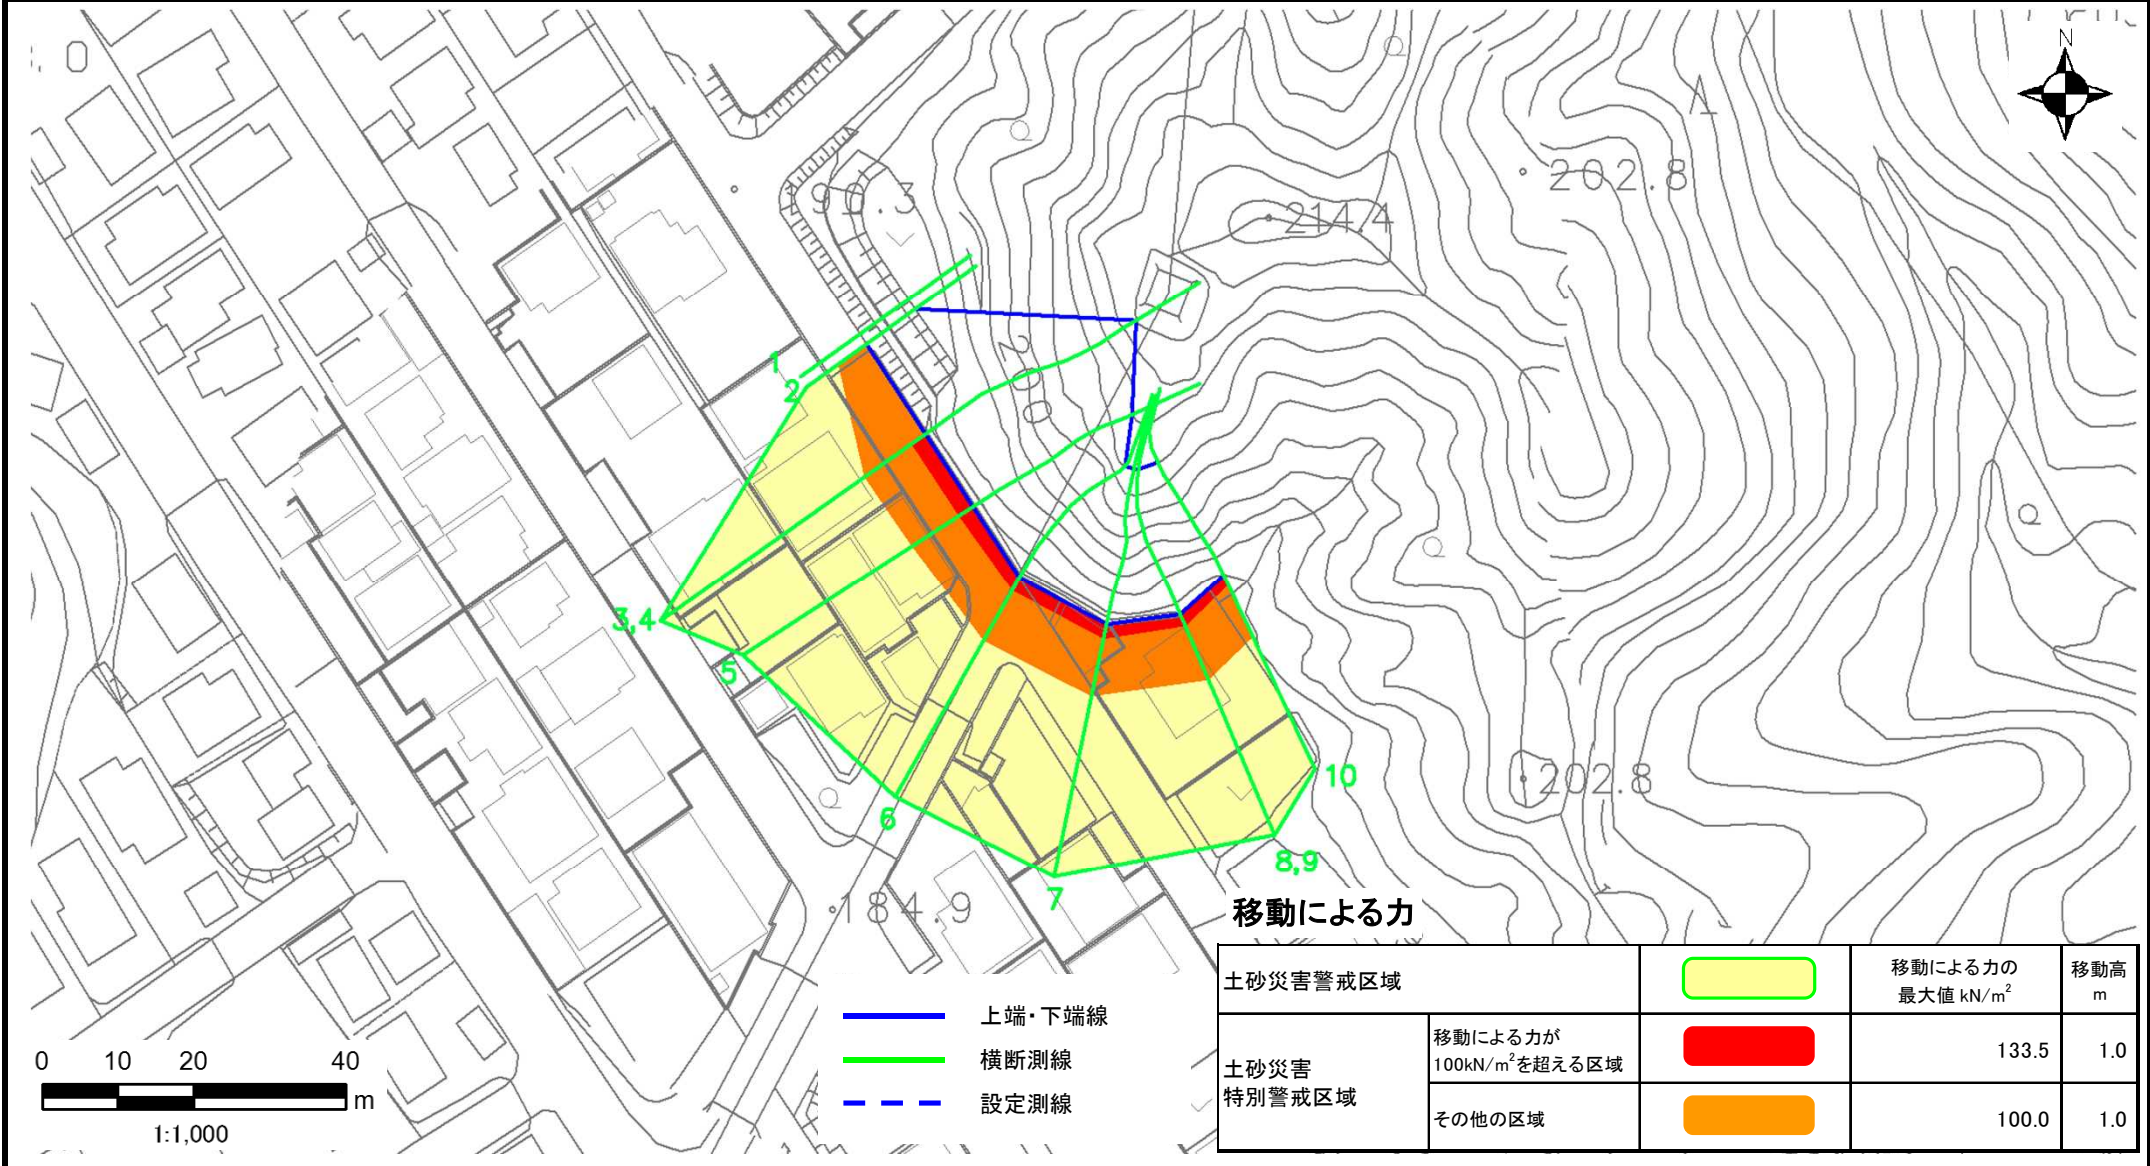 N
90.3
202.8
214.4
200
1
2
3,4
5
6
7
8,9
10
202.8
184.9
移動による力
土砂災害警戒区域
移動による力の
最大値 kN/m²
移動高
m
土砂災害
特別警戒区域
移動による力が
100kN/m²を超える区域
133.5
1.0
その他の区域
100.0
1.0
上端・下端線
横断測線
設定測線
0 10 20 40
m
1:1,000